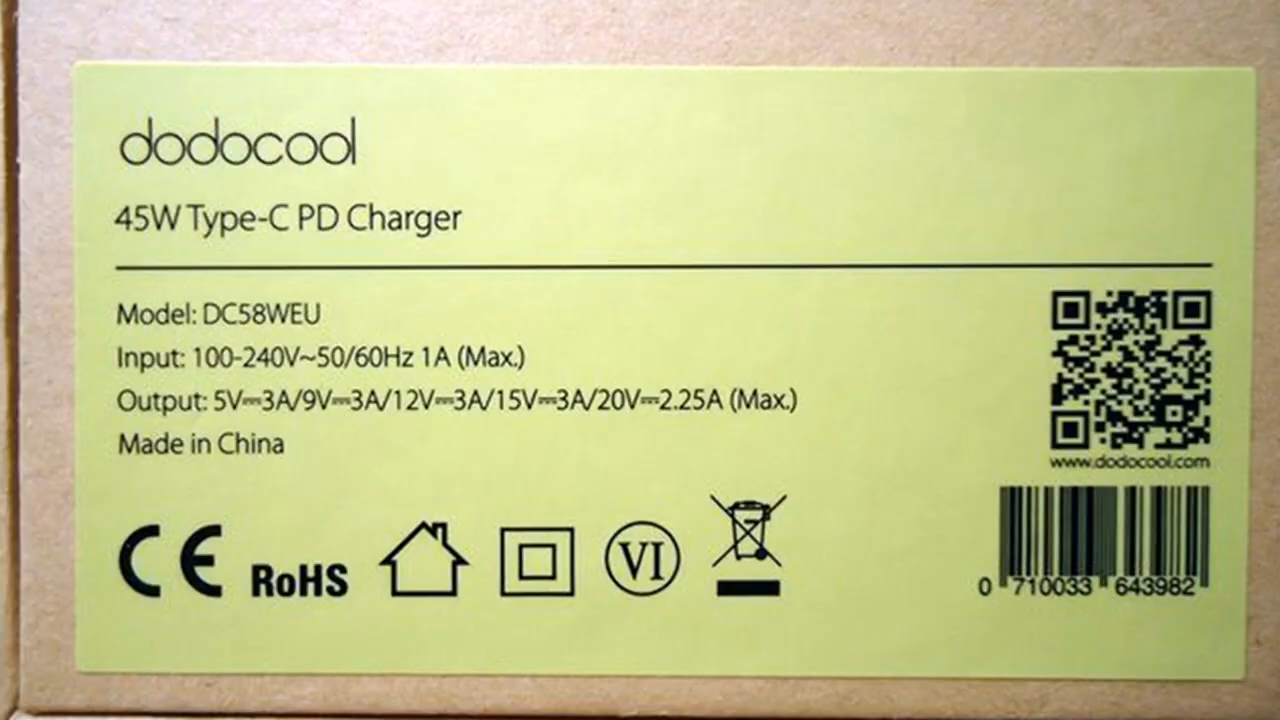 dodocool
45W Type-C PD Charger
Model: DC58WEU
Input: 100-240V~50/60Hz 1A (Max.)
Output: 5V⎓3A/9V⎓3A/12V⎓3A/15V⎓3A/20V⎓2.25A (Max.)
Made in China
www.dodocool.com
CE RoHS VI
0 710033 643982